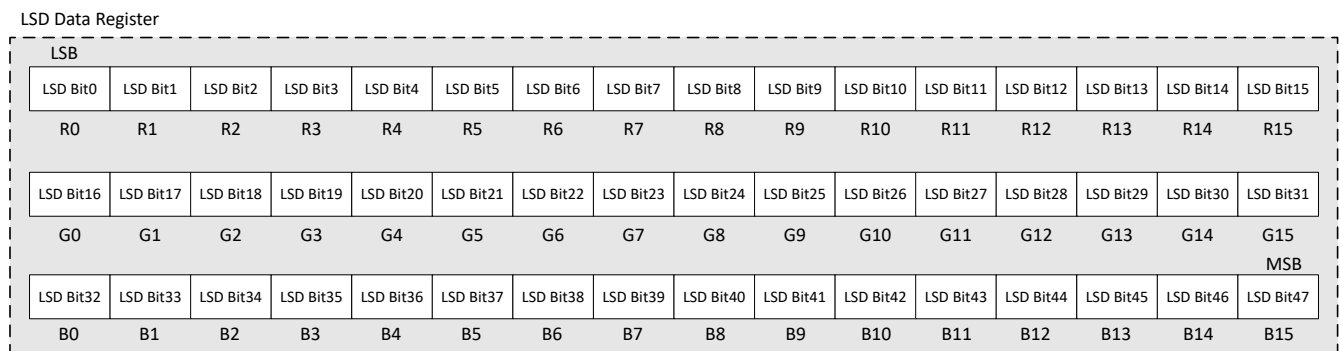 LSD Data Register
LSB
LSD Bit0 LSD Bit1 LSD Bit2 LSD Bit3 LSD Bit4 LSD Bit5 LSD Bit6 LSD Bit7 LSD Bit8 LSD Bit9 LSD Bit10 LSD Bit11 LSD Bit12 LSD Bit13 LSD Bit14 LSD Bit15
R0 R1 R2 R3 R4 R5 R6 R7 R8 R9 R10 R11 R12 R13 R14 R15
LSD Bit16 LSD Bit17 LSD Bit18 LSD Bit19 LSD Bit20 LSD Bit21 LSD Bit22 LSD Bit23 LSD Bit24 LSD Bit25 LSD Bit26 LSD Bit27 LSD Bit28 LSD Bit29 LSD Bit30 LSD Bit31
G0 G1 G2 G3 G4 G5 G6 G7 G8 G9 G10 G11 G12 G13 G14 G15
MSB
LSD Bit32 LSD Bit33 LSD Bit34 LSD Bit35 LSD Bit36 LSD Bit37 LSD Bit38 LSD Bit39 LSD Bit40 LSD Bit41 LSD Bit42 LSD Bit43 LSD Bit44 LSD Bit45 LSD Bit46 LSD Bit47
B0 B1 B2 B3 B4 B5 B6 B7 B8 B9 B10 B11 B12 B13 B14 B15